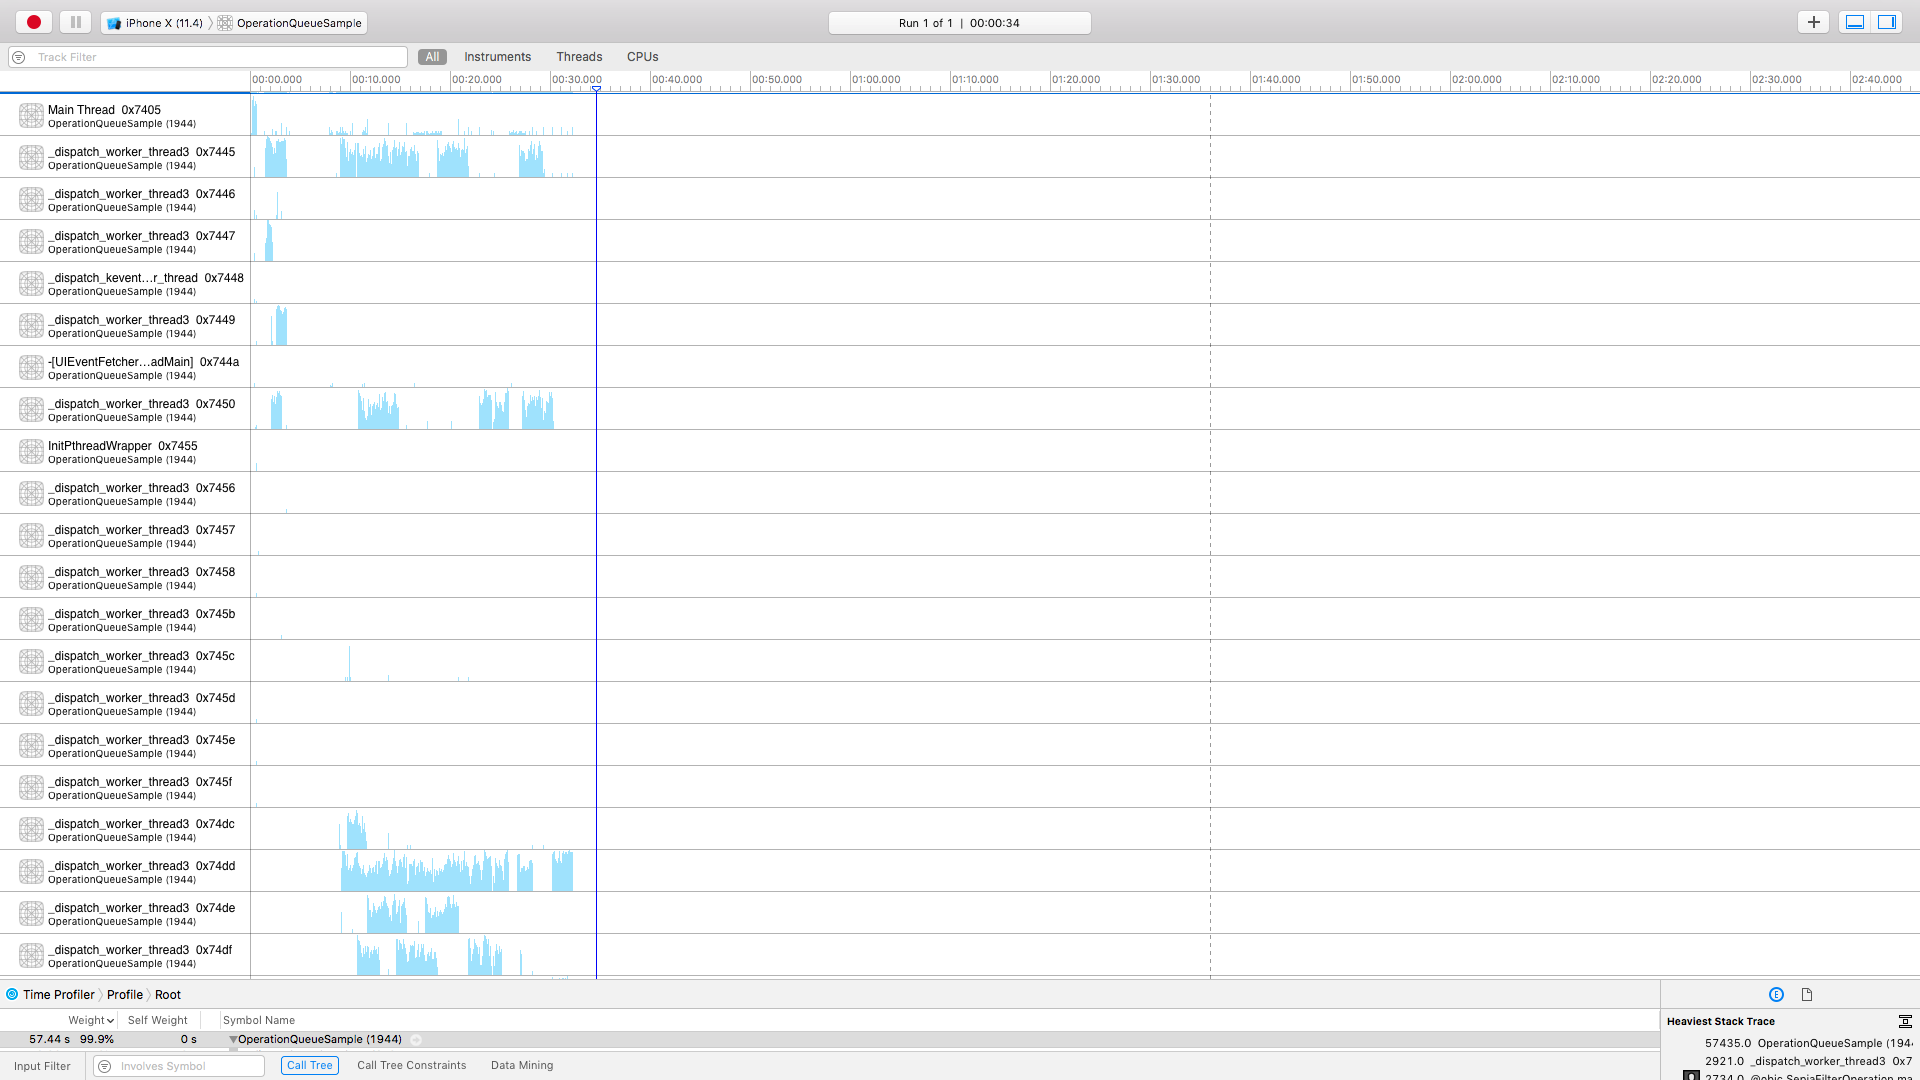 iPhone X (11.4) OperationQueueSample Run 1 of 1 | 00:00:34
Track Filter All Instruments Threads CPUs
00:00.000 00:10.000 00:20.000 00:30.000 00:40.000 00:50.000 01:00.000 01:10.000 01:20.000 01:30.000 01:40.000 01:50.000 02:00.000 02:10.000 02:20.000 02:30.000 02:40.000
Main Thread 0x7405
OperationQueueSample (1944)
_dispatch_worker_thread3 0x7445
OperationQueueSample (1944)
_dispatch_worker_thread3 0x7446
OperationQueueSample (1944)
_dispatch_worker_thread3 0x7447
OperationQueueSample (1944)
_dispatch_kevent...r_thread 0x7448
OperationQueueSample (1944)
_dispatch_worker_thread3 0x7449
OperationQueueSample (1944)
-[UIEventFetcher...adMain] 0x744a
OperationQueueSample (1944)
_dispatch_worker_thread3 0x7450
OperationQueueSample (1944)
InitPthreadWrapper 0x7455
OperationQueueSample (1944)
_dispatch_worker_thread3 0x7456
OperationQueueSample (1944)
_dispatch_worker_thread3 0x7457
OperationQueueSample (1944)
_dispatch_worker_thread3 0x7458
OperationQueueSample (1944)
_dispatch_worker_thread3 0x745b
OperationQueueSample (1944)
_dispatch_worker_thread3 0x745c
OperationQueueSample (1944)
_dispatch_worker_thread3 0x745d
OperationQueueSample (1944)
_dispatch_worker_thread3 0x745e
OperationQueueSample (1944)
_dispatch_worker_thread3 0x745f
OperationQueueSample (1944)
_dispatch_worker_thread3 0x74dc
OperationQueueSample (1944)
_dispatch_worker_thread3 0x74dd
OperationQueueSample (1944)
_dispatch_worker_thread3 0x74de
OperationQueueSample (1944)
_dispatch_worker_thread3 0x74df
OperationQueueSample (1944)
Time Profiler Profile Root
Weight Self Weight Symbol Name
57.44 s 99.9% 0 s OperationQueueSample (1944)
Input Filter Involves Symbol Call Tree Call Tree Constraints Data Mining
E
Heaviest Stack Trace
57435.0 OperationQueueSample (194
2921.0 _dispatch_worker_thread3 0x7
2734.0 @objc SepiaFilterOperation.ma